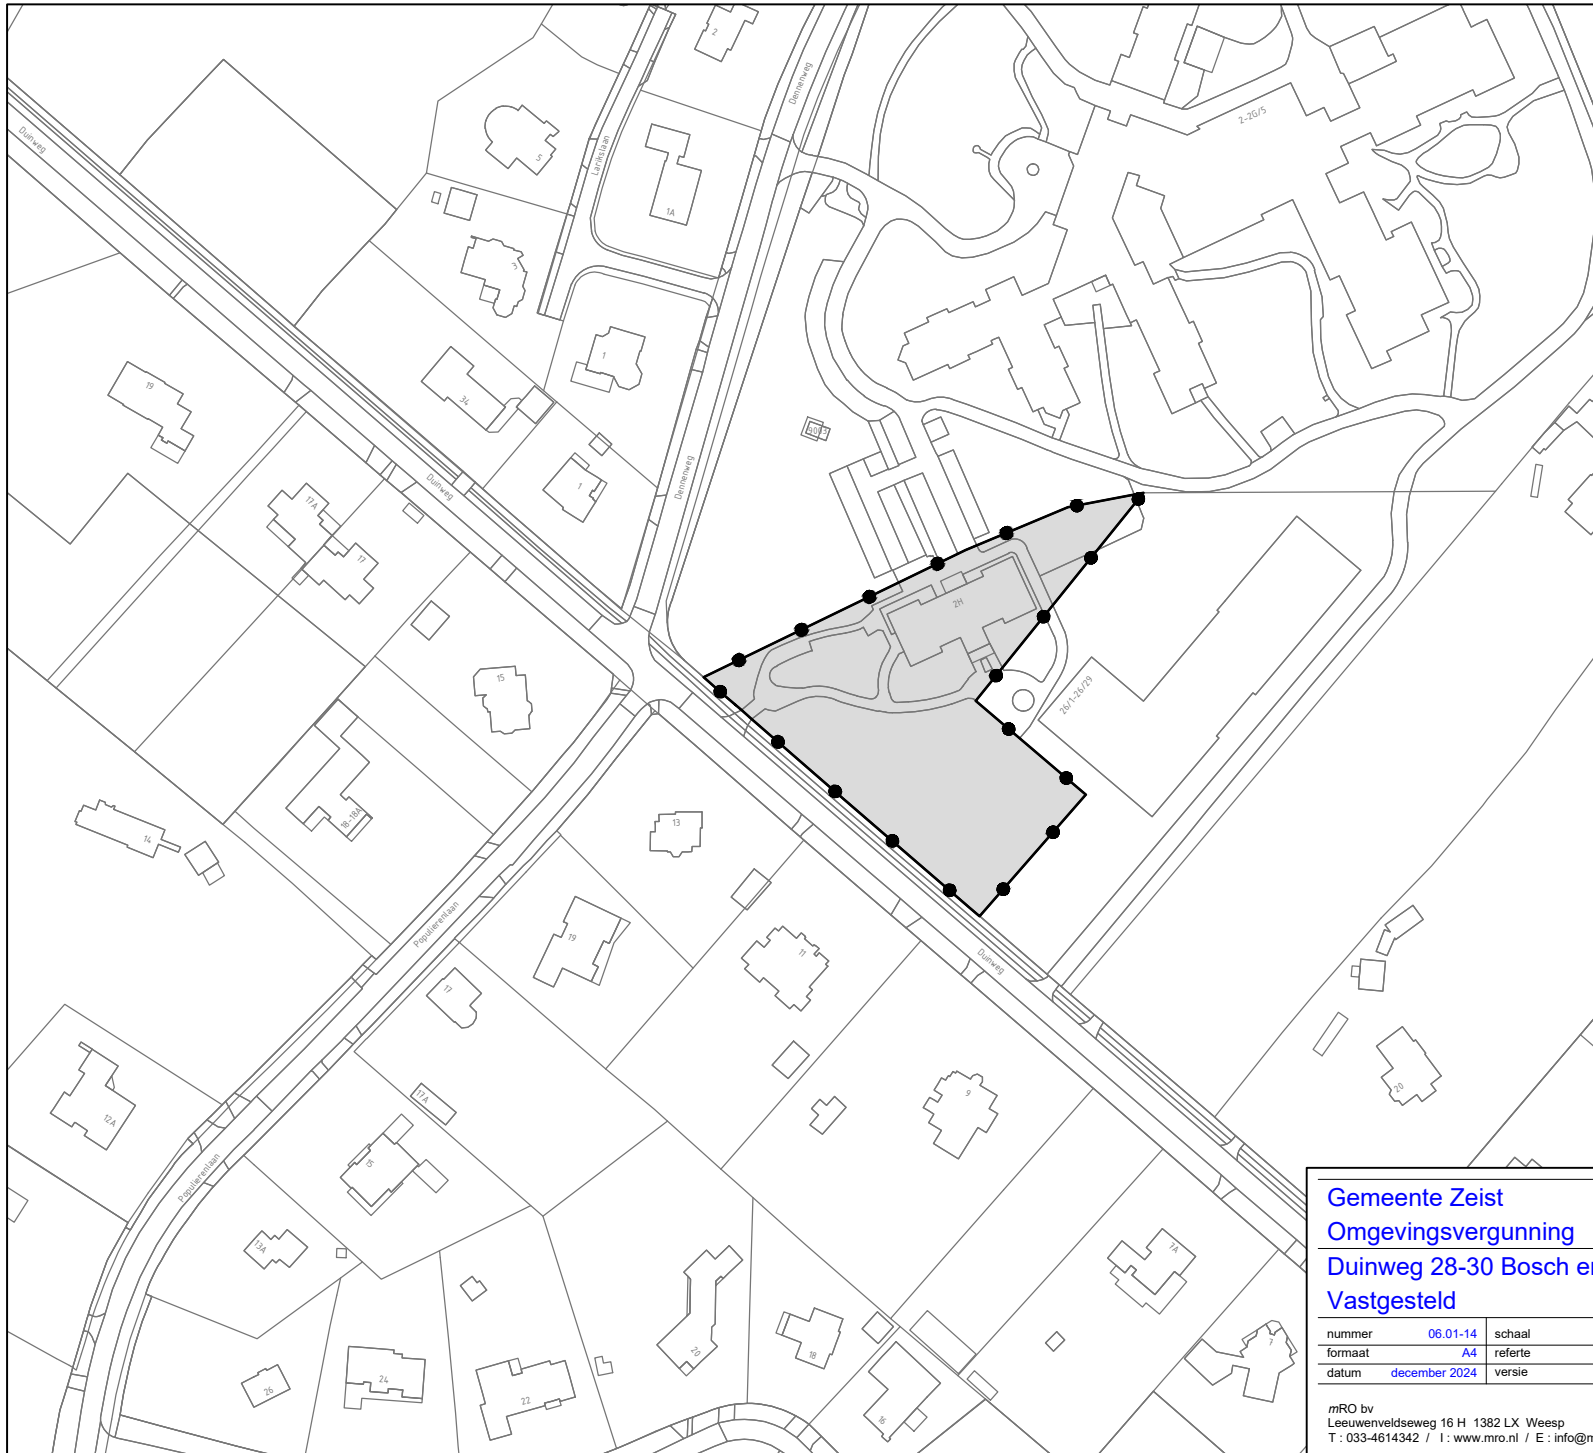 2
Dennenweg
2-2G/5
Duinweg
5
Larikslaan
1A
3
1
34
19
Duinweg
1
Dennenweg
17A
17
2H
15
26/1-26/29
18-18A
14
13
Populierenlaan
19
11
17
Duinweg
12A
17A
9
20
15
Populierenlaan
13A
7A
20
18
7
26
24
22
16
Gemeente Zeist
Omgevingsvergunning
Duinweg 28-30 Bosch e
Vastgesteld
nummer 06.01-14 schaal
formaat A4 referte
datum december 2024 versie
mRO bv
Leeuwenveldseweg 16 H 1382 LX Weesp
T : 033-4614342 / I : www.mro.nl / E : info@m